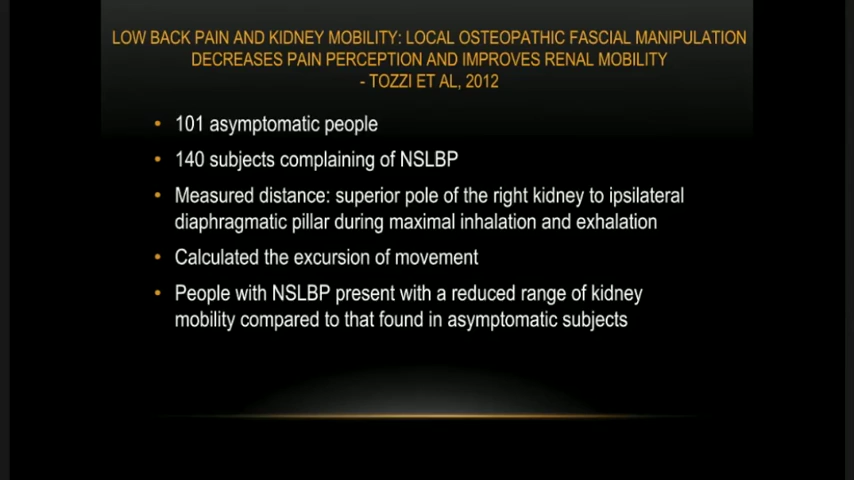 LOW BACK PAIN AND KIDNEY MOBILITY: LOCAL OSTEOPATHIC FASCIAL MANIPULATION
DECREASES PAIN PERCEPTION AND IMPROVES RENAL MOBILITY
- TOZZI ET AL, 2012
• 101 asymptomatic people
• 140 subjects complaining of NSLBP
• Measured distance: superior pole of the right kidney to ipsilateral
diaphragmatic pillar during maximal inhalation and exhalation
• Calculated the excursion of movement
• People with NSLBP present with a reduced range of kidney
mobility compared to that found in asymptomatic subjects